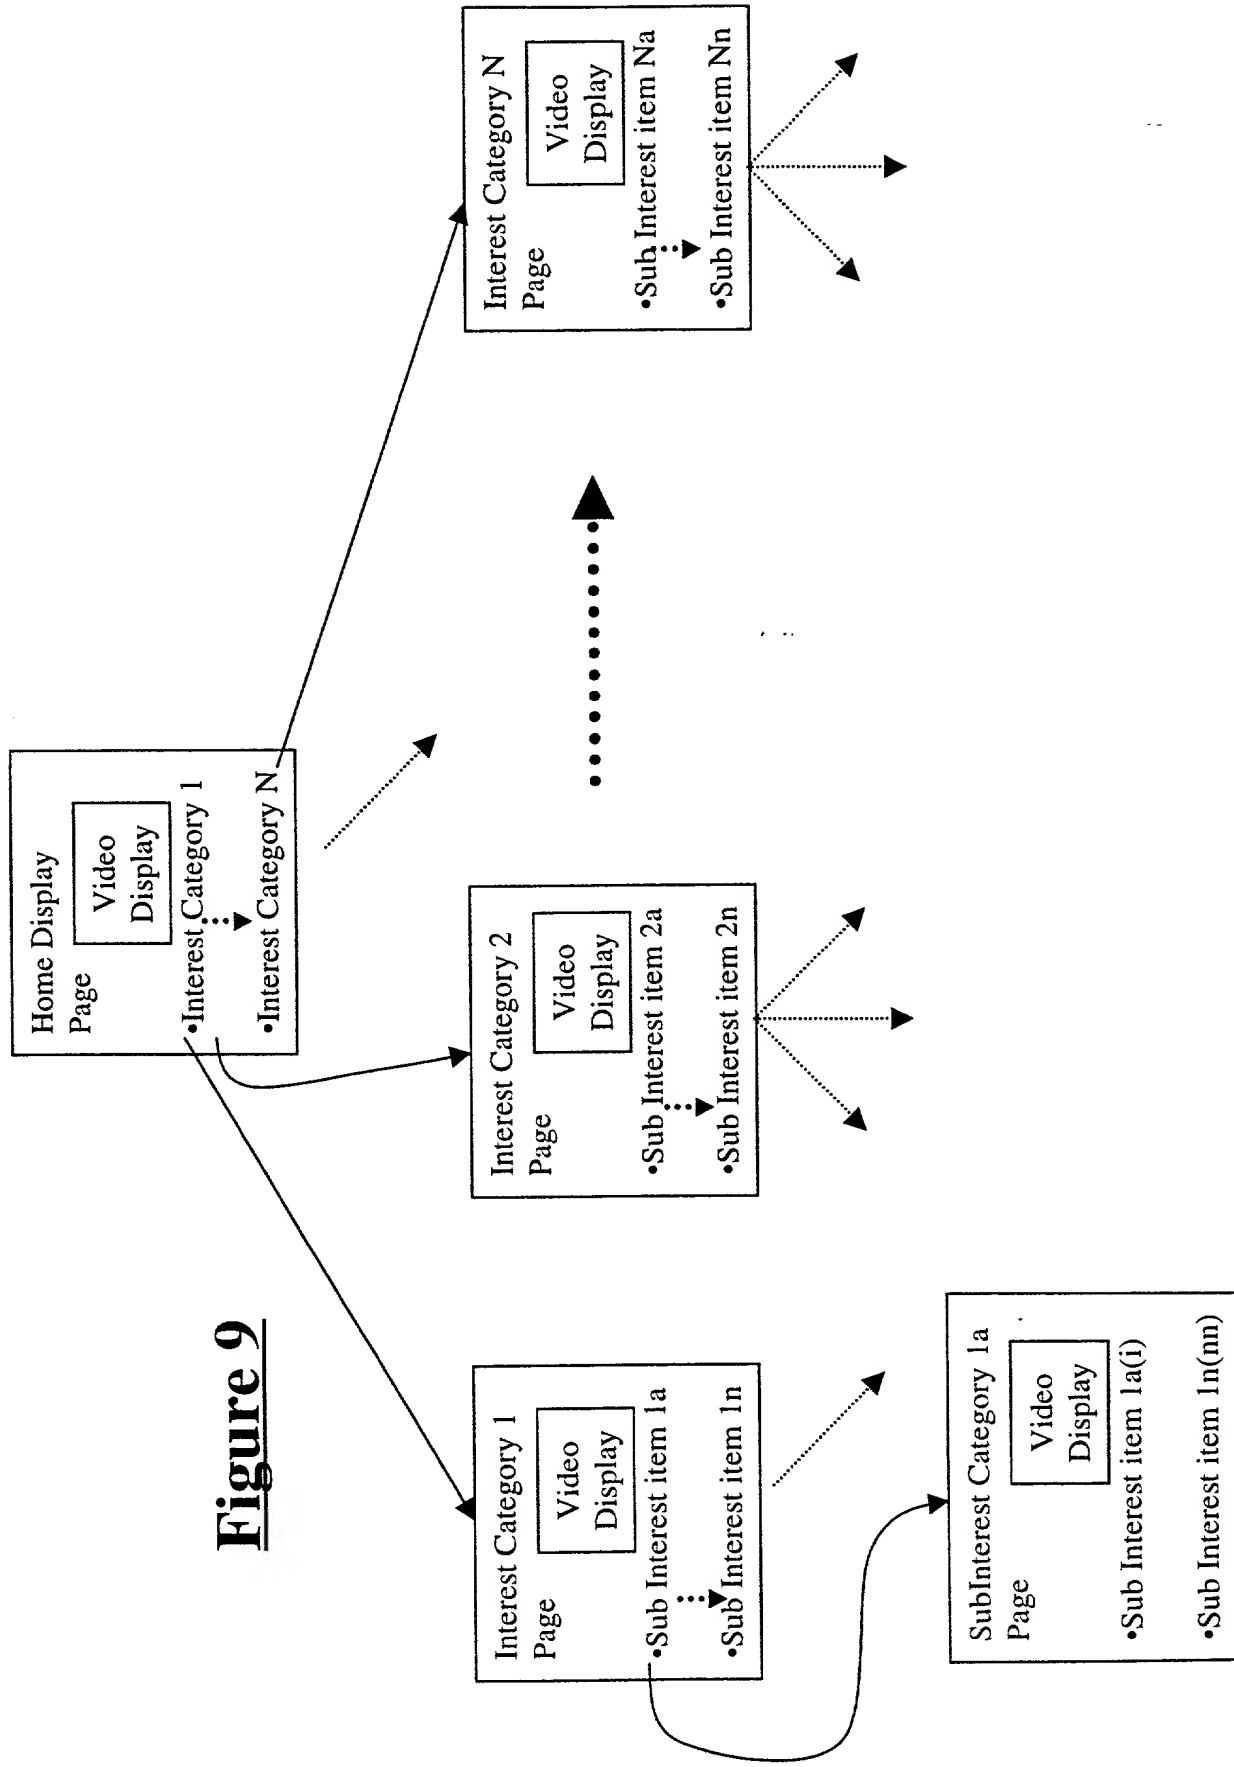 Figure 9
Home Display
Page
Video
Display
•Interest Category 1
•Interest Category N
Interest Category 1
Page
Video
Display
•Sub Interest item 1a
•Sub Interest item 1n
Interest Category 2
Page
Video
Display
•Sub Interest item 2a
•Sub Interest item 2n
Interest Category N
Page
Video
Display
•Sub Interest item Na
•Sub Interest item Nn
SubInterest Category 1a
Page
Video
Display
•Sub Interest item 1a(i)
•Sub Interest item 1n(nn)